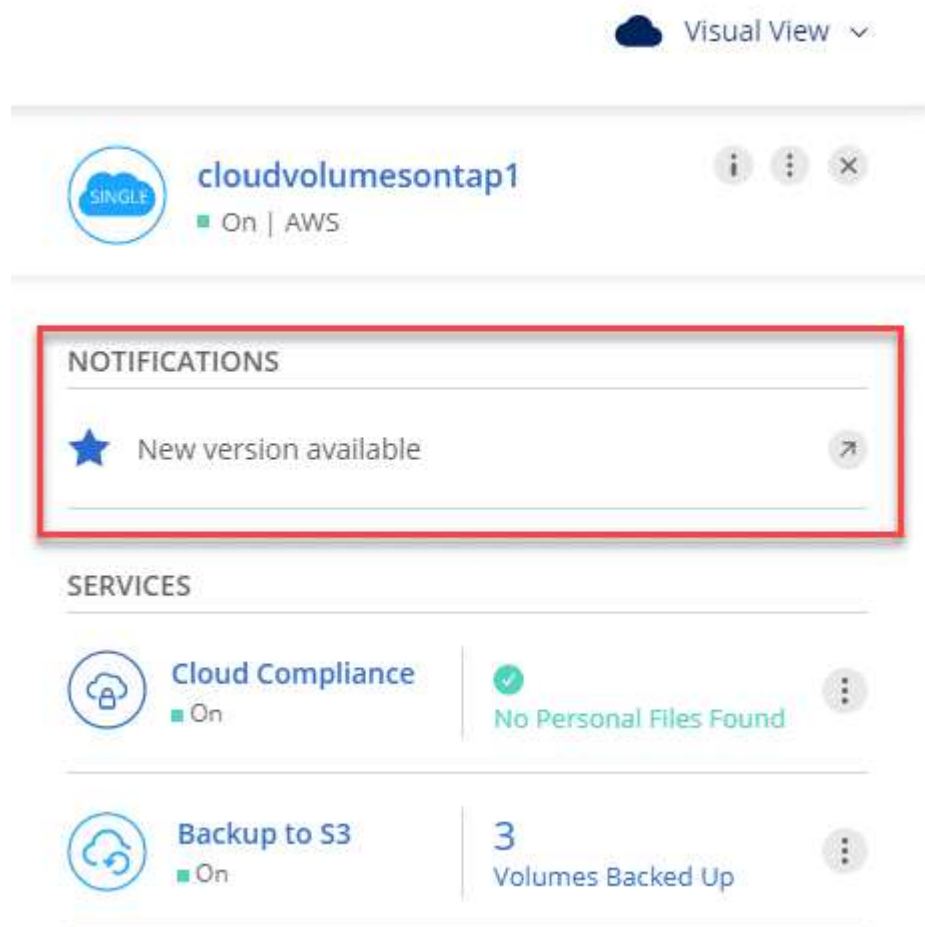 Visual View
SINGLE
cloudvolumesontap1
On | AWS
NOTIFICATIONS
New version available
SERVICES
Cloud Compliance
On
No Personal Files Found
Backup to S3
On
3
Volumes Backed Up